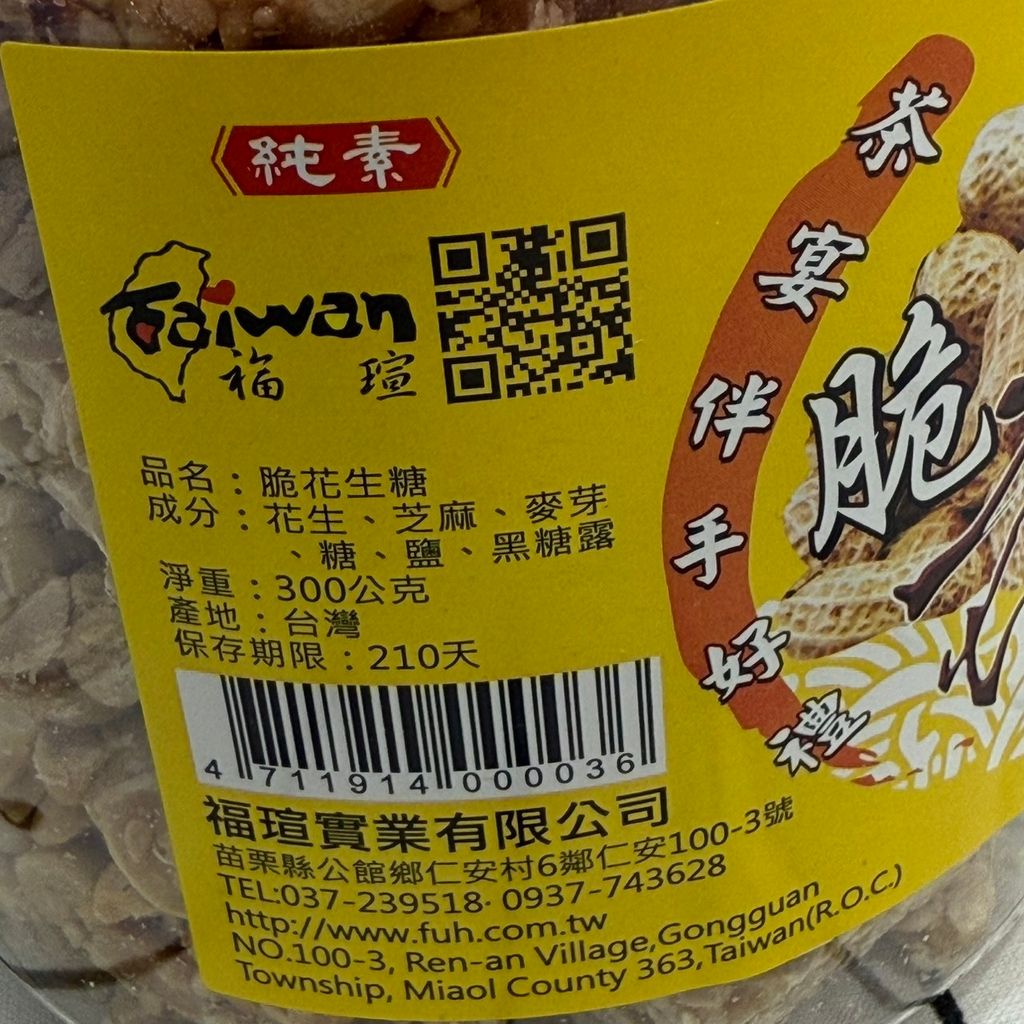 純素
Taiwan
福瑄
品名：脆花生糖
成分：花生、芝麻、麥芽
、糖、鹽、黑糖露
淨重：300公克
產地：台灣
保存期限：210天
4 711914 000036
福瑄實業有限公司
苗栗縣公館鄉仁安村6鄰仁安100-3號
TEL:037-239518· 0937-743628
http://www.fuh.com.tw
NO.100-3, Ren-an Village,Gongguan
Township, Miaol County 363,Taiwan(R.O.C.)
茶宴伴手好禮
脆